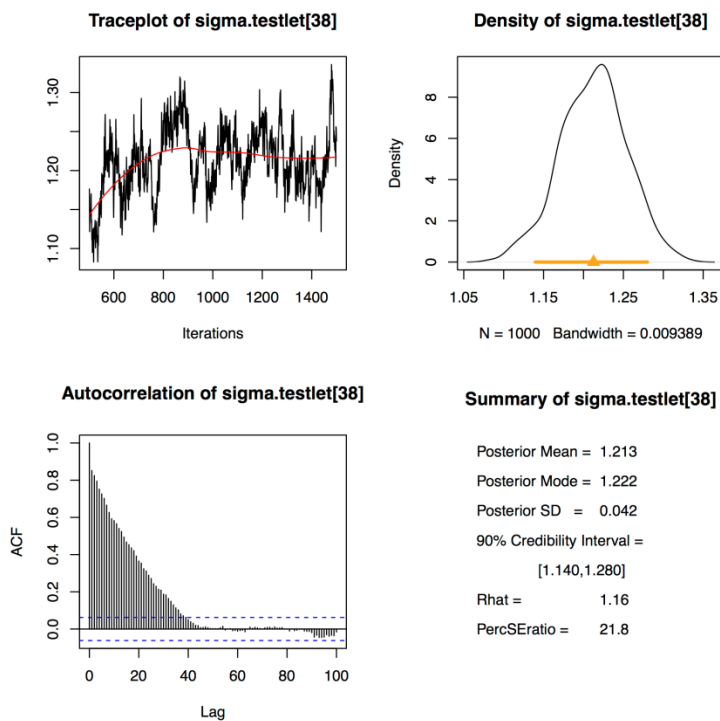 Traceplot of sigma.testlet[38]
1.30
1.20
1.10
600 1000 1200 1400
Iterations
Density of sigma.testlet[38]
Density
8
6
4
2
0
1.05 1.15 1.25 1.35
N = 1000 Bandwidth = 0.009389
Autocorrelation of sigma.testlet[38]
ACF
1.0
0.8
0.6
0.4
0.2
0.0
0 20 40 60 80 100
Lag
Summary of sigma.testlet[38]
Posterior Mean = 1.213
Posterior Mode = 1.222
Posterior SD = 0.042
90% Credibility Interval =
[1.140,1.280]
Rhat = 1.16
PercSEratio = 21.8